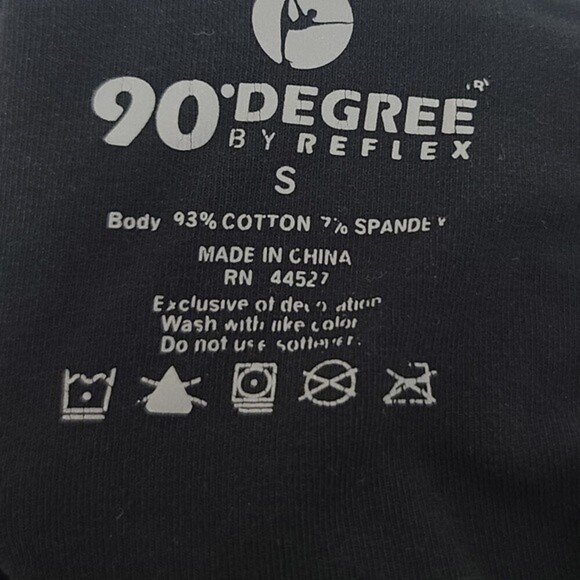 90°DEGREE®
BY REFLEX
S
Body 93% COTTON 7% SPANDEX
MADE IN CHINA
RN 44527
Exclusive of decoration
Wash with like color
Do not use softener.